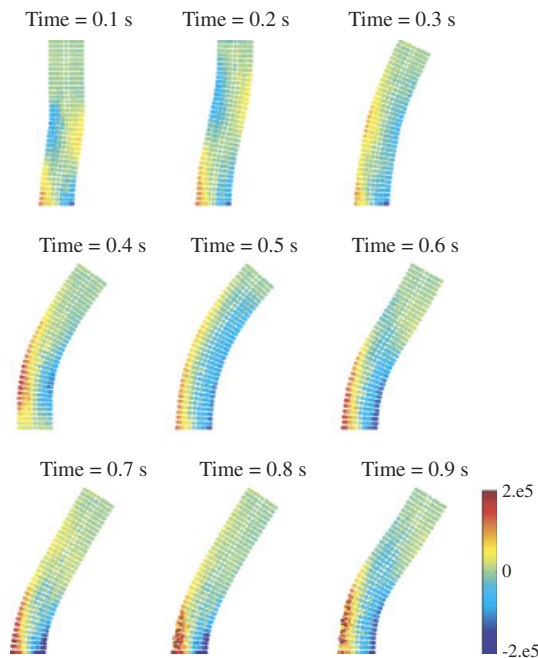 Time = 0.1 s
Time = 0.2 s
Time = 0.3 s
Time = 0.4 s
Time = 0.5 s
Time = 0.6 s
Time = 0.7 s
Time = 0.8 s
Time = 0.9 s
2.e5
0
-2.e5